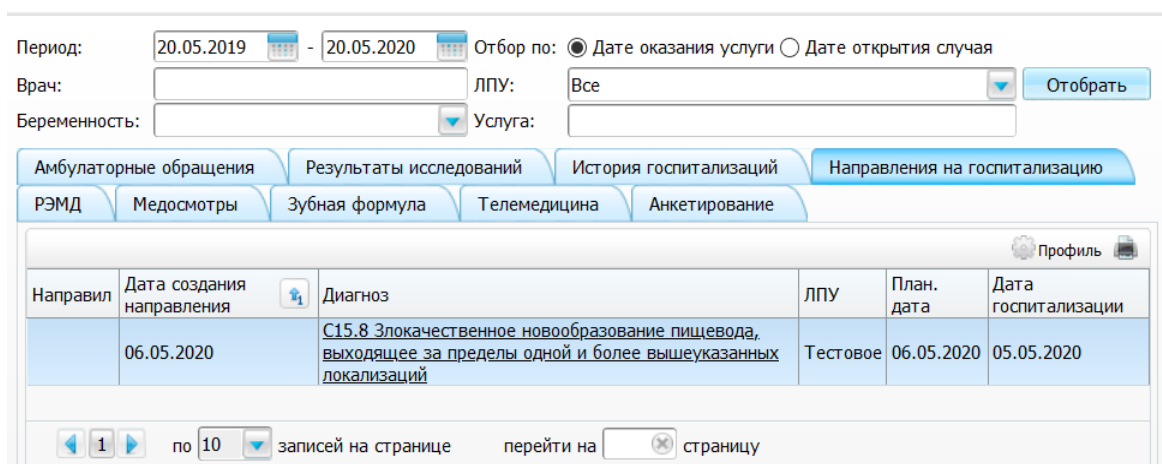 Период: 20.05.2019 - 20.05.2020 Отбор по: Дате оказания услуги Дате открытия случая
Врач: ЛПУ: Все Отобрать
Беременность: Услуга:
Амбулаторные обращения Результаты исследований История госпитализаций Направления на госпитализацию
РЭМД Медосмотры Зубная формула Телемедицина Анкетирование
Профиль
Направил Дата создания направления 1 Диагноз ЛПУ План. дата Дата госпитализации
06.05.2020 C15.8 Злокачественное новообразование пищевода, выходящее за пределы одной и более вышеуказанных локализаций Тестовое 06.05.2020 05.05.2020
1 по 10 записей на странице перейти на страницу